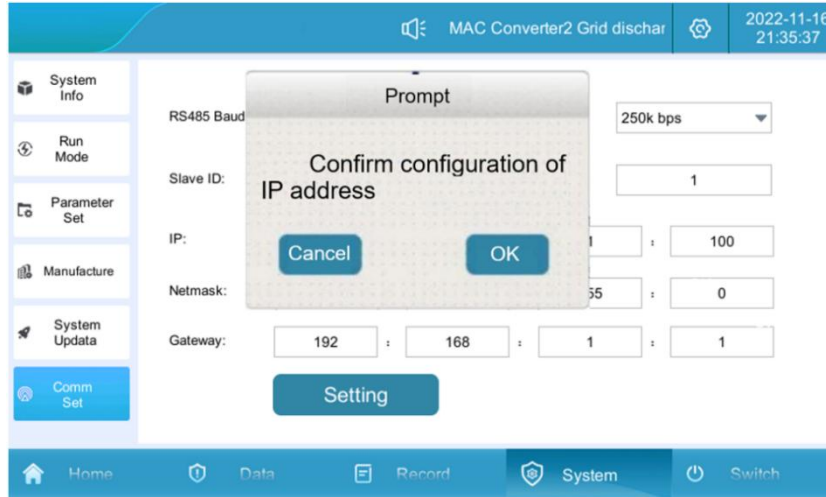 MAC Converter2 Grid dischar
2022-11-16
21:35:37
System
Info
Run
Mode
Parameter
Set
Manufacture
System
Updata
Comm
Set
Prompt
Confirm configuration of
IP address
Cancel
OK
RS485 Baud
250k bps
Slave ID:
1
IP:
1 : 100
Netmask:
55 : 0
Gateway:
192 : 168 : 1 : 1
Setting
Home
Data
Record
System
Switch